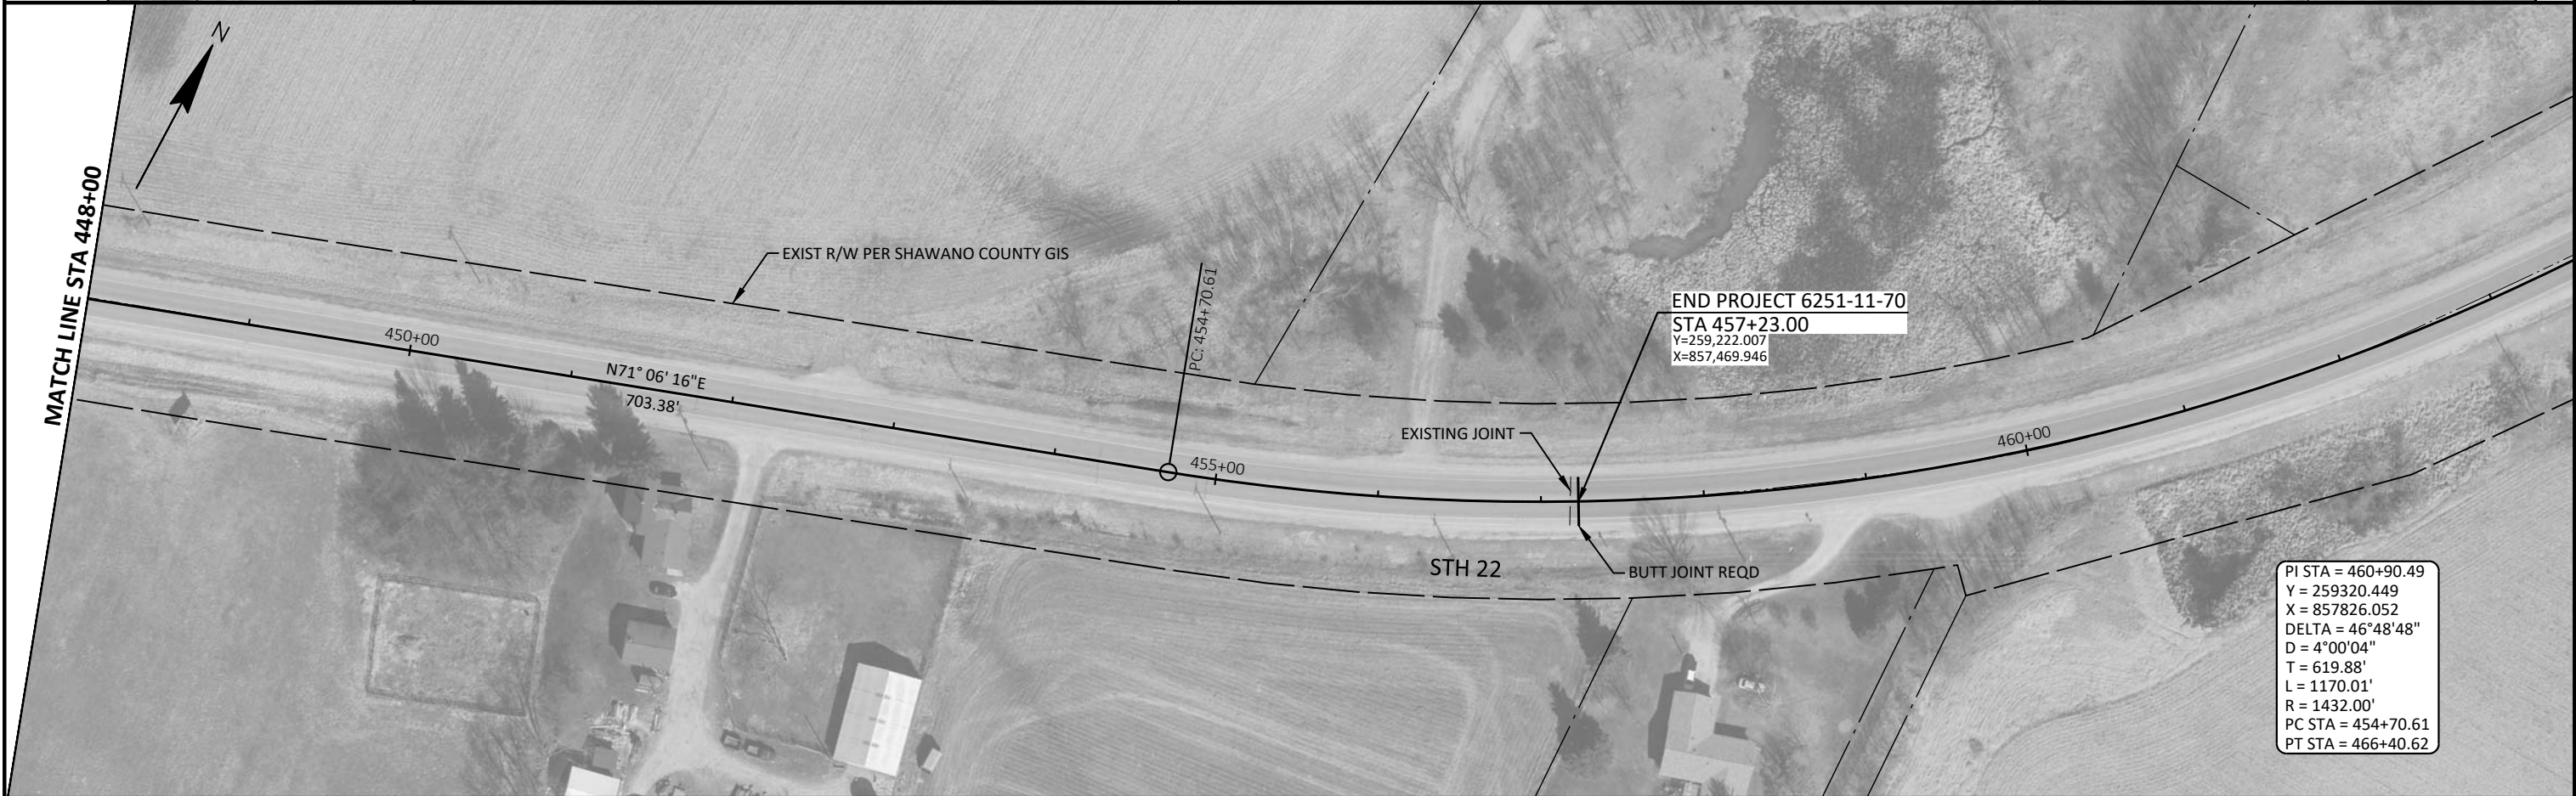 N
MATCH LINE STA 448+00
EXIST R/W PER SHAWANO COUNTY GIS
450+00
N71° 06' 16"E
703.38'
PC: 454+70.61
455+00
EXISTING JOINT
END PROJECT 6251-11-70
STA 457+23.00
Y=259,222.007
X=857,469.946
460+00
STH 22
BUTT JOINT REQD
PI STA = 460+90.49
Y = 259320.449
X = 857826.052
DELTA = 46°48'48"
D = 4°00'04"
T = 619.88'
L = 1170.01'
R = 1432.00'
PC STA = 454+70.61
PT STA = 466+40.62